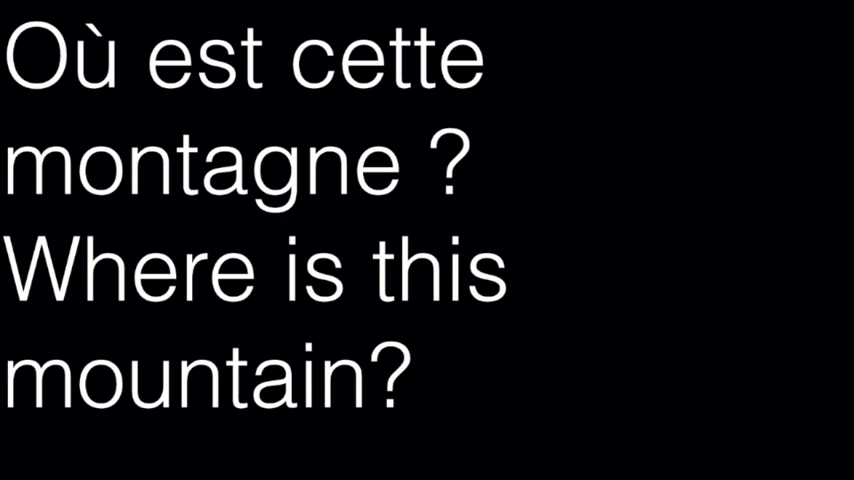 Où est cette
montagne ?
Where is this
mountain?